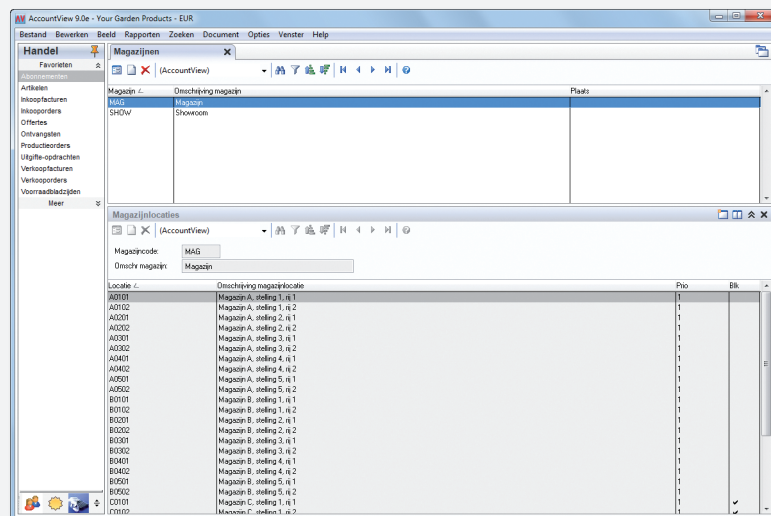 AccountView 9.0e - Your Garden Products - EUR
Bestand Bewerken Beeld Rapporten Zoeken Document Opties Venster Help
Handel
Favorieten
Abonnementen
Artikelen
Inkoopfacturen
Inkooporders
Offertes
Ontvangsten
Productieorders
Uitgifte-opdrachten
Verkoopfacturen
Verkooporders
Voorraadbladzijden
Meer
Magazijnen
(AccountView)
Magazijn Omschrijving magazijn Plaats
MAG Magazijn
SHOW Showroom
Magazijnlocaties
(AccountView)
Magazijncode: MAG
Omschr magazijn: Magazijn
Locatie Omschrijving magazijnlocatie Prio Blk
A0101 Magazijn A, stelling 1, rij 1 1
A0102 Magazijn A, stelling 1, rij 2 1
A0201 Magazijn A, stelling 2, rij 1 1
A0202 Magazijn A, stelling 2, rij 2 1
A0301 Magazijn A, stelling 3, rij 1 1
A0302 Magazijn A, stelling 3, rij 2 1
A0401 Magazijn A, stelling 4, rij 1 1
A0402 Magazijn A, stelling 4, rij 2 1
A0501 Magazijn A, stelling 5, rij 1 1
A0502 Magazijn A, stelling 5, rij 2 1
B0101 Magazijn B, stelling 1, rij 1 1
B0102 Magazijn B, stelling 1, rij 2 1
B0201 Magazijn B, stelling 2, rij 1 1
B0202 Magazijn B, stelling 2, rij 2 1
B0301 Magazijn B, stelling 3, rij 1 1
B0302 Magazijn B, stelling 3, rij 2 1
B0401 Magazijn B, stelling 4, rij 1 1
B0402 Magazijn B, stelling 4, rij 2 1
B0501 Magazijn B, stelling 5, rij 1 1
B0502 Magazijn B, stelling 5, rij 2 1
C0101 Magazijn C, stelling 1, rij 1 1 ✔
C0102 Magazijn C, stelling 1, rij 2 1 ✔